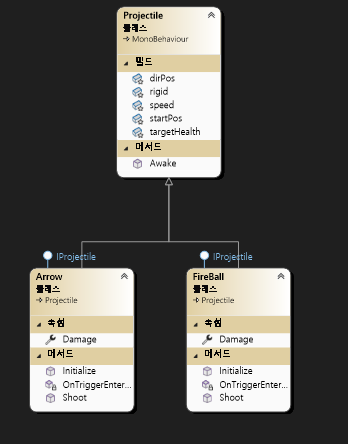 Projectile
클래스
→ MonoBehaviour
필드
dirPos
rigid
speed
startPos
targetHealth
메서드
Awake
IProjectile
Arrow
클래스
→ Projectile
속성
Damage
메서드
Initialize
OnTriggerEnter...
Shoot
IProjectile
FireBall
클래스
→ Projectile
속성
Damage
메서드
Initialize
OnTriggerEnter...
Shoot